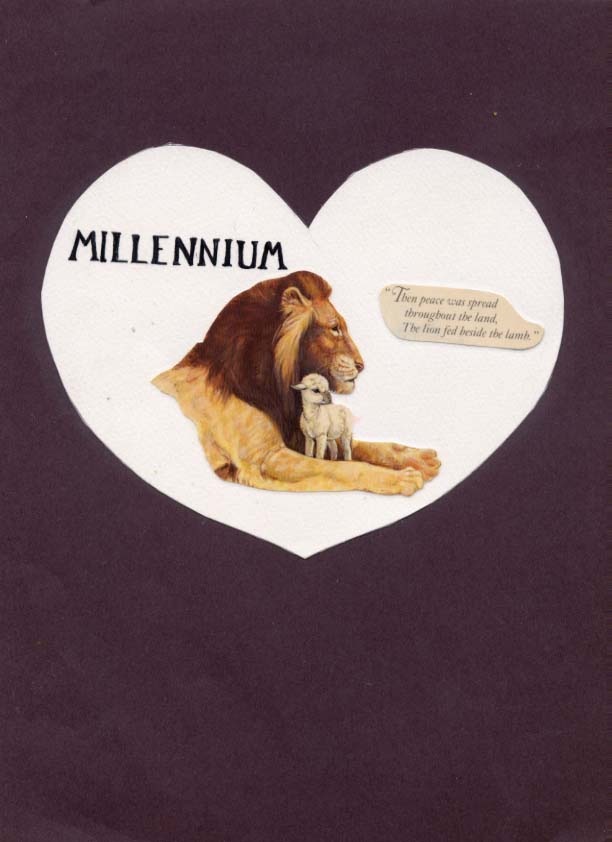 MILLENNIUM
"Then peace was spread
throughout the land,
The lion fed beside the lamb."